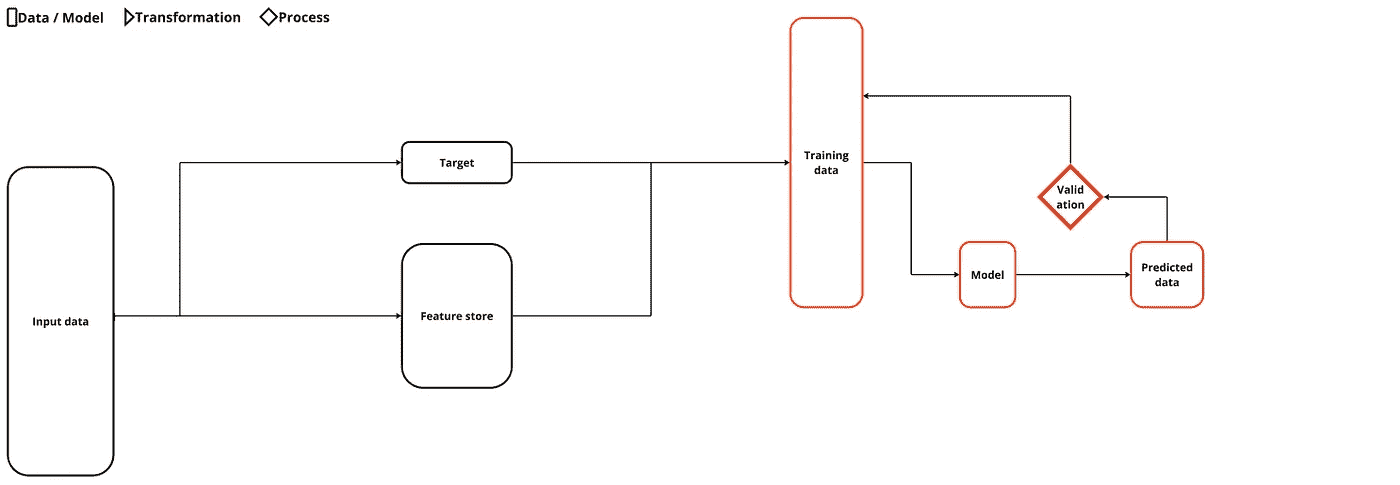 Data / Model Transformation Process
Training
data
Target
Valid
ation
Input data
Feature store
Model
Predicted
data